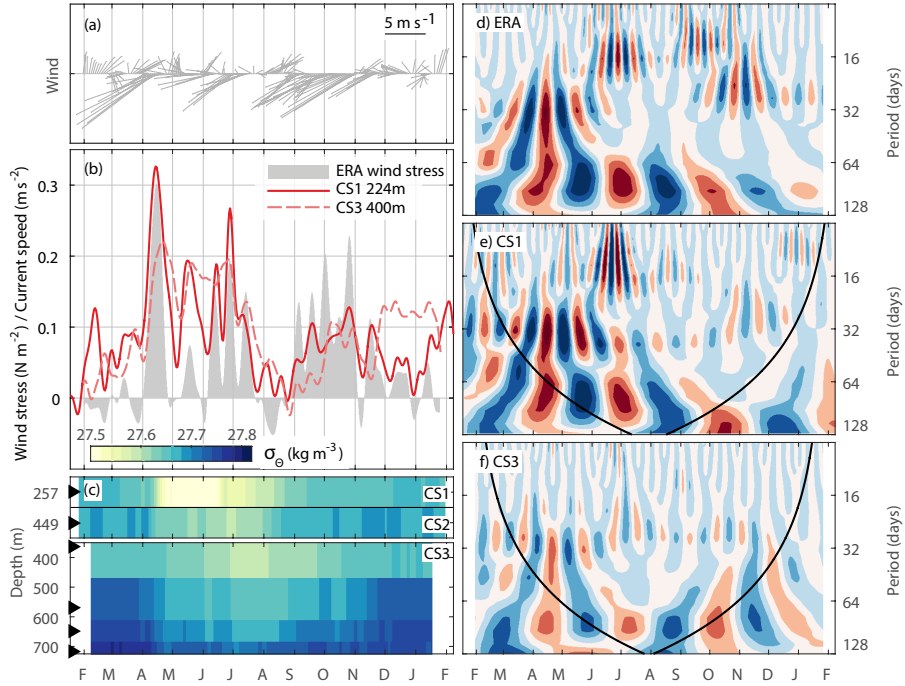 (a)
5 m s⁻¹
Wind
(b)
ERA wind stress
CS1 224m
CS3 400m
0.3
0.2
0.1
0
Wind stress (N m⁻²) / Current speed (ms⁻²)
27.5 27.6 27.7 27.8
σΘ (kg m⁻³)
(c)
CS1
CS2
CS3
257
449
400
500
600
700
Depth (m)
F M A M J J A S O N D J F
d) ERA
16
32
64
128
Period (days)
e) CS1
16
32
64
128
Period (days)
f) CS3
16
32
64
128
Period (days)
F M A M J J A S O N D J F